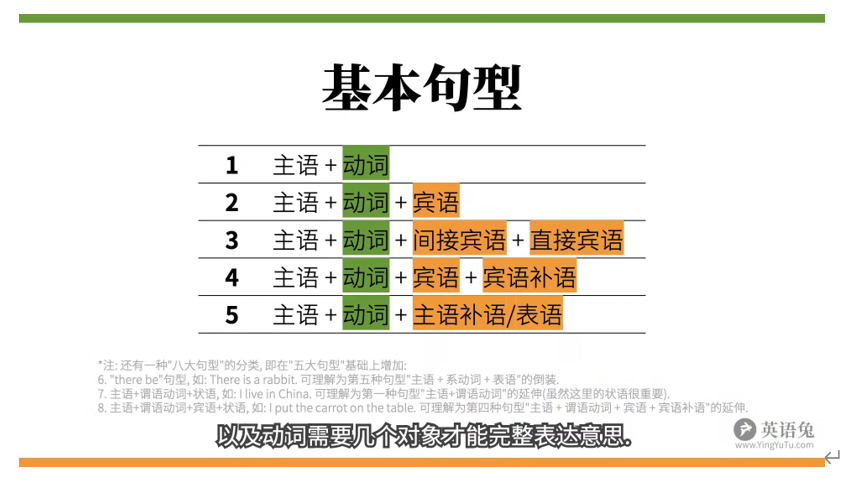 基本句型
1 主语 + 动词
2 主语 + 动词 + 宾语
3 主语 + 动词 + 间接宾语 + 直接宾语
4 主语 + 动词 + 宾语 + 宾语补语
5 主语 + 动词 + 主语补语/表语
*注: 还有一种"八大句型"的分类, 即在"五大句型"基础上增加:
6. "there be"句型, 如: There is a rabbit. 可理解为第五种句型"主语 + 系动词 + 表语"的倒装.
7. 主语+谓语动词+状语, 如: I live in China. 可理解为第一种句型"主语+谓语动词"的延伸(虽然这里的状语很重要).
8. 主语+谓语动词+宾语+状语, 如: I put the carrot on the table. 可理解为第四种句型"主语 + 谓语动词 + 宾语 + 宾语补语"的延伸.
以及动词需要几个对象才能完整表达意思.
英语兔
www.YingYuTu.com